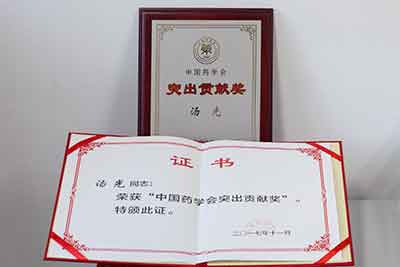 中国药学会
突出贡献奖
汤光
证书
汤光同志：
荣获“中国药学会突出贡献奖”。
特颁此证。
二〇一七年十一月